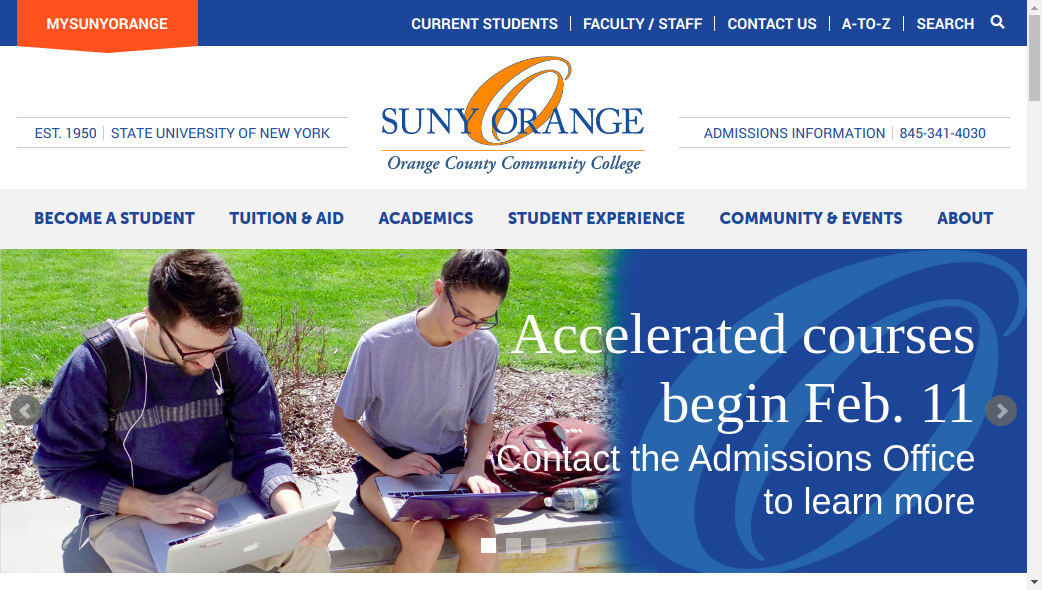 MYSUNYORANGE
CURRENT STUDENTS
FACULTY / STAFF
CONTACT US
A-TO-Z
SEARCH
EST. 1950
STATE UNIVERSITY OF NEW YORK
SUNY ORANGE
Orange County Community College
ADMISSIONS INFORMATION
845-341-4030
BECOME A STUDENT
TUITION & AID
ACADEMICS
STUDENT EXPERIENCE
COMMUNITY & EVENTS
ABOUT
Accelerated courses
begin Feb. 11
Contact the Admissions Office
to learn more